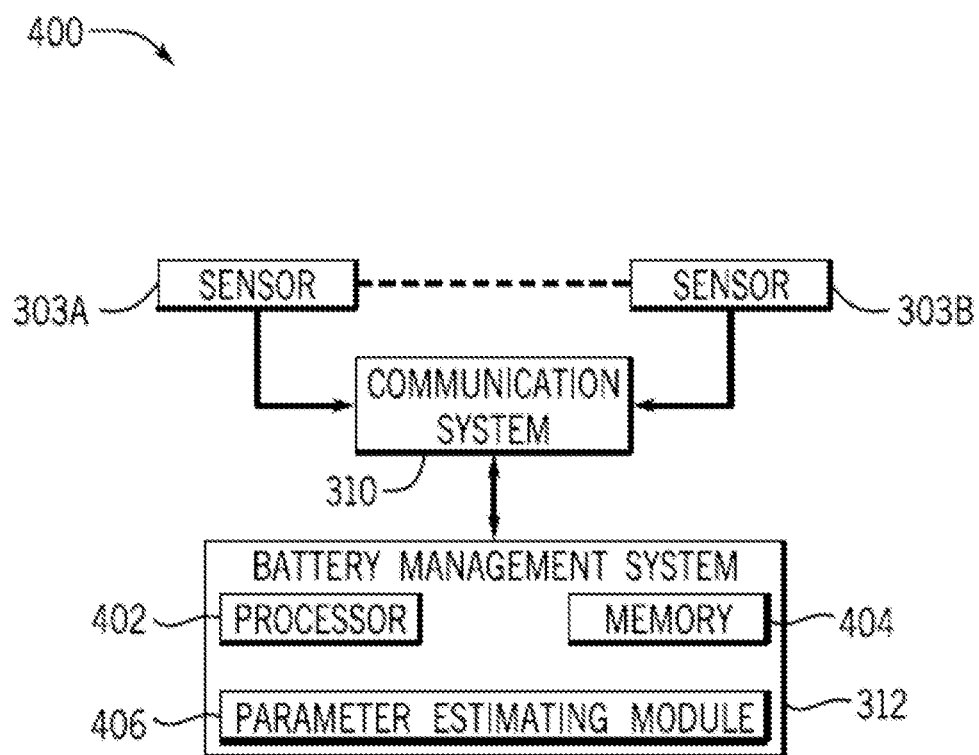 400
SENSOR
SENSOR
303A
303B
COMMUNICATION
SYSTEM
310
BATTERY MANAGEMENT SYSTEM
402
PROCESSOR
MEMORY
404
406
PARAMETER ESTIMATING MODULE
312